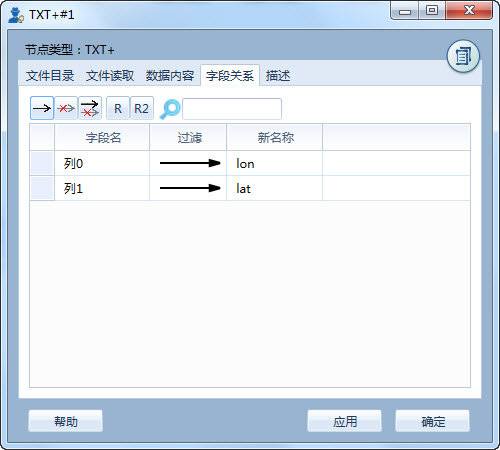 TXT+#1
节点类型：TXT+
文件目录 文件读取 数据内容 字段关系 描述
R R2
字段名 过滤 新名称
列0 lon
列1 lat
帮助 应用 确定